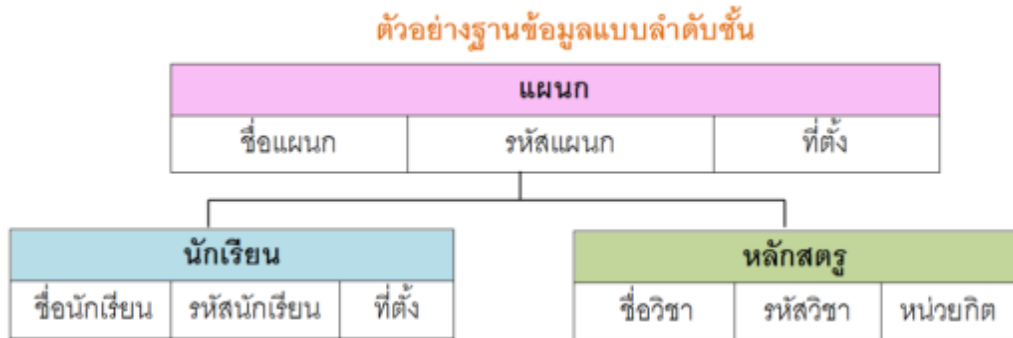 ตัวอย่างฐานข้อมูลแบบลำดับชั้น
แผนก
ชื่อแผนก รหัสแผนก ที่ตั้ง
นักเรียน
ชื่อนักเรียน รหัสนักเรียน ที่ตั้ง
หลักสตรู
ชื่อวิชา รหัสวิชา หน่วยกิต